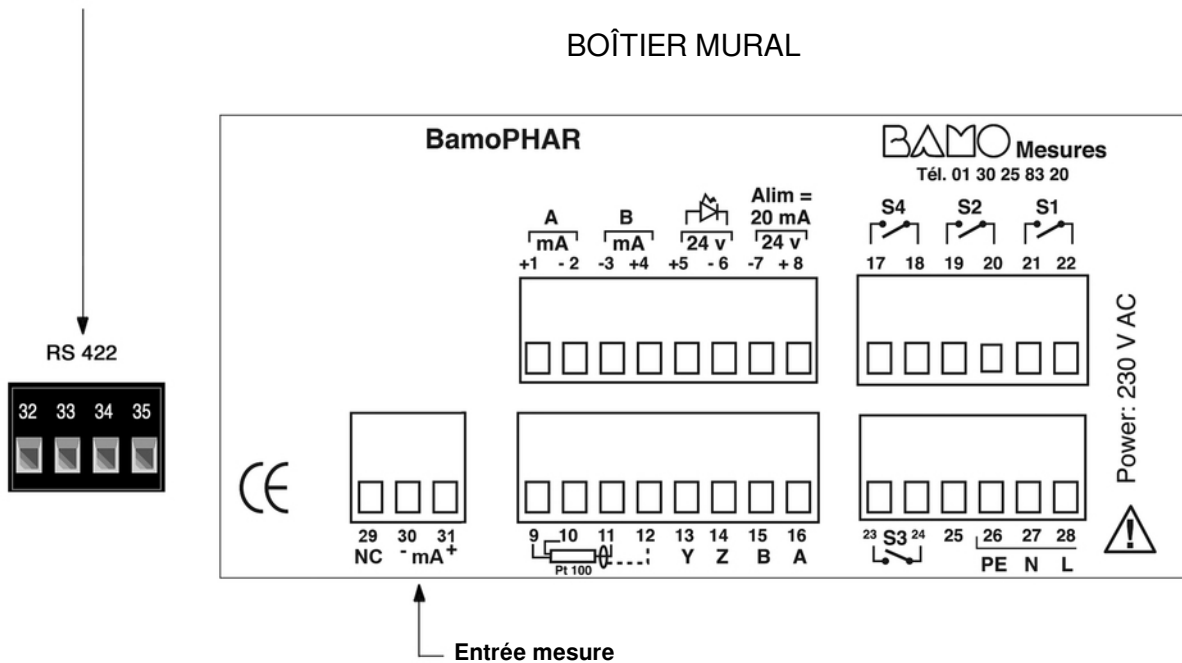 BOÎTIER MURAL
BamoPHAR
BAMO Mesures
Tél. 01 30 25 83 20
A B Alim =
20 mA
mA mA 24 v 24 v
+1 - 2 -3 +4 +5 - 6 -7 + 8
S4 S2 S1
17 18 19 20 21 22
Power: 230 V AC
RS 422
32 33 34 35
CE
29 30 31
NC - mA +
9 10 11 12 13 14 15 16
Pt 100 Y Z B A
23 S3 24 25 26 27 28
PE N L
Entrée mesure